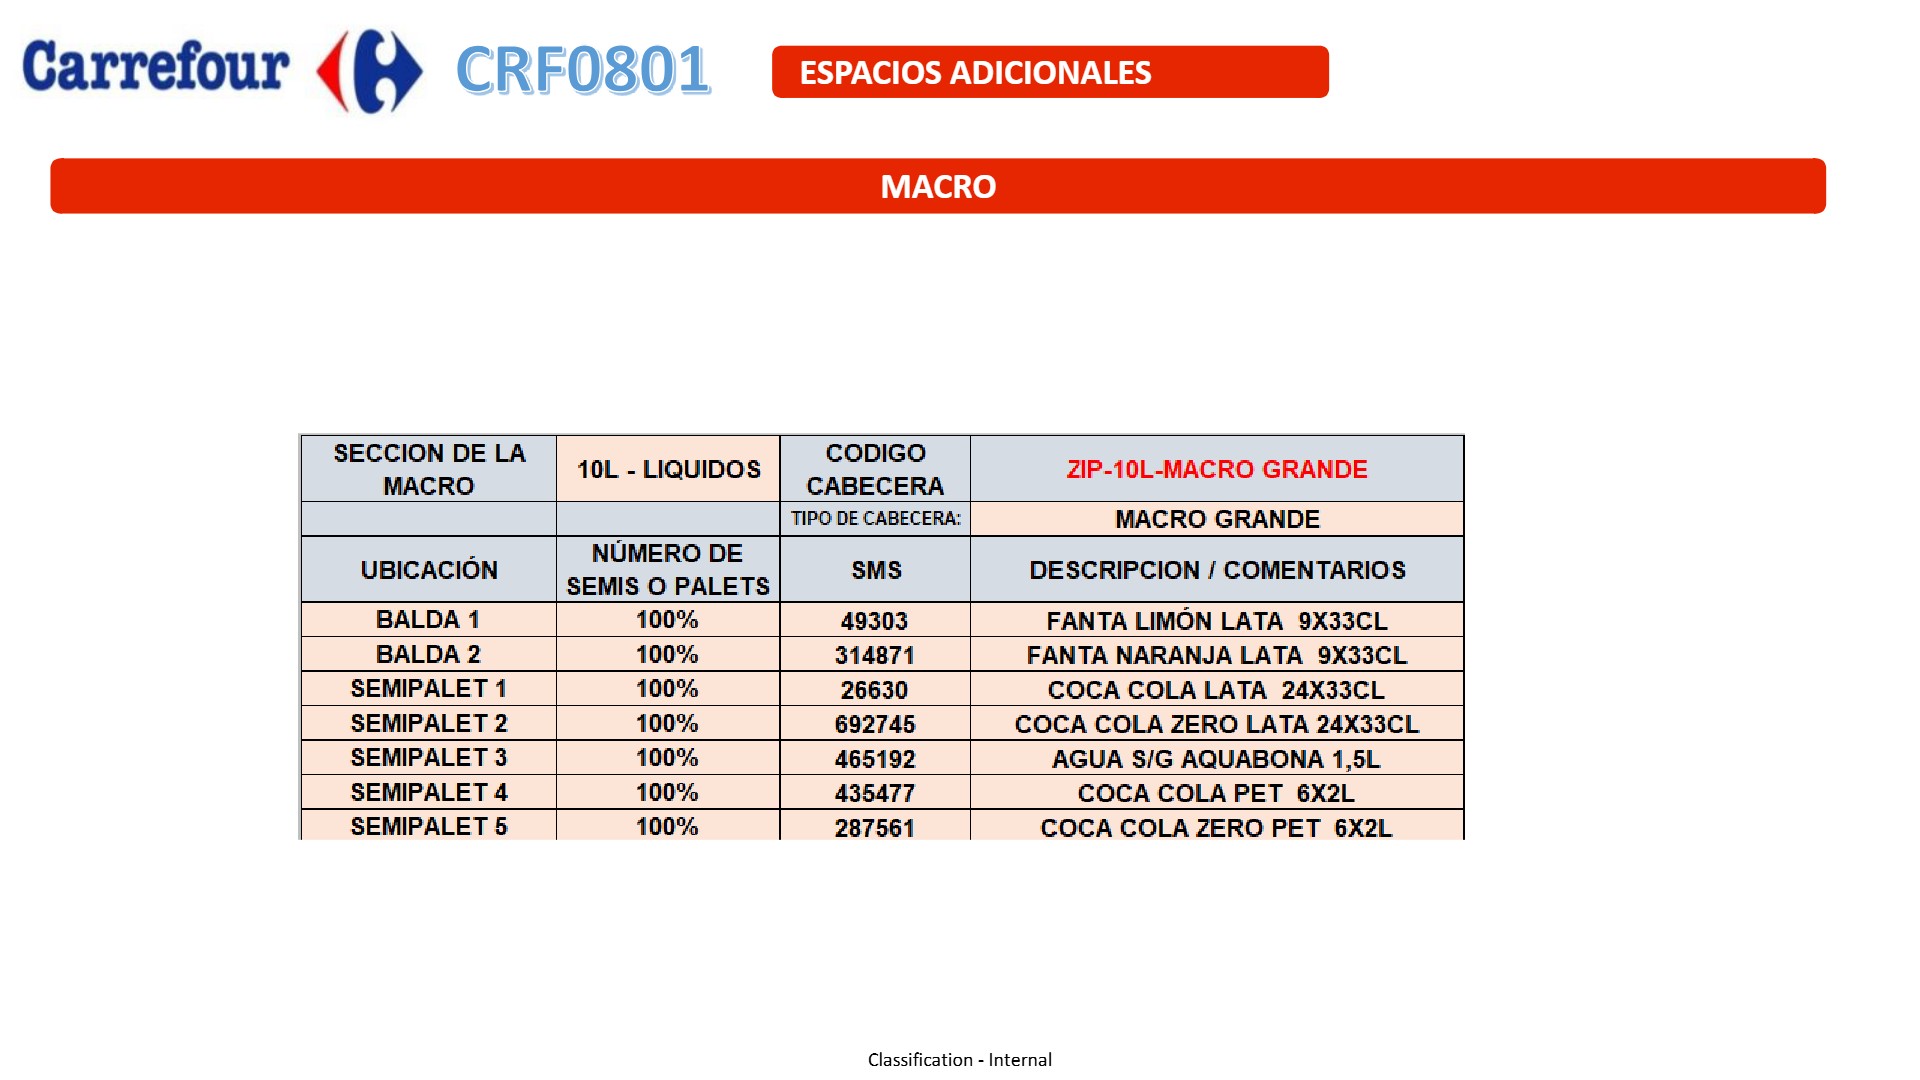 Carrefour CRF0801 ESPACIOS ADICIONALES
MACRO
SECCION DE LA MACRO 10L - LIQUIDOS CODIGO CABECERA ZIP-10L-MACRO GRANDE
TIPO DE CABECERA: MACRO GRANDE
UBICACIÓN NÚMERO DE SEMIS O PALETS SMS DESCRIPCION / COMENTARIOS
BALDA 1 100% 49303 FANTA LIMÓN LATA 9X33CL
BALDA 2 100% 314871 FANTA NARANJA LATA 9X33CL
SEMIPALET 1 100% 26630 COCA COLA LATA 24X33CL
SEMIPALET 2 100% 692745 COCA COLA ZERO LATA 24X33CL
SEMIPALET 3 100% 465192 AGUA S/G AQUABONA 1,5L
SEMIPALET 4 100% 435477 COCA COLA PET 6X2L
SEMIPALET 5 100% 287561 COCA COLA ZERO PET 6X2L
Classification - Internal